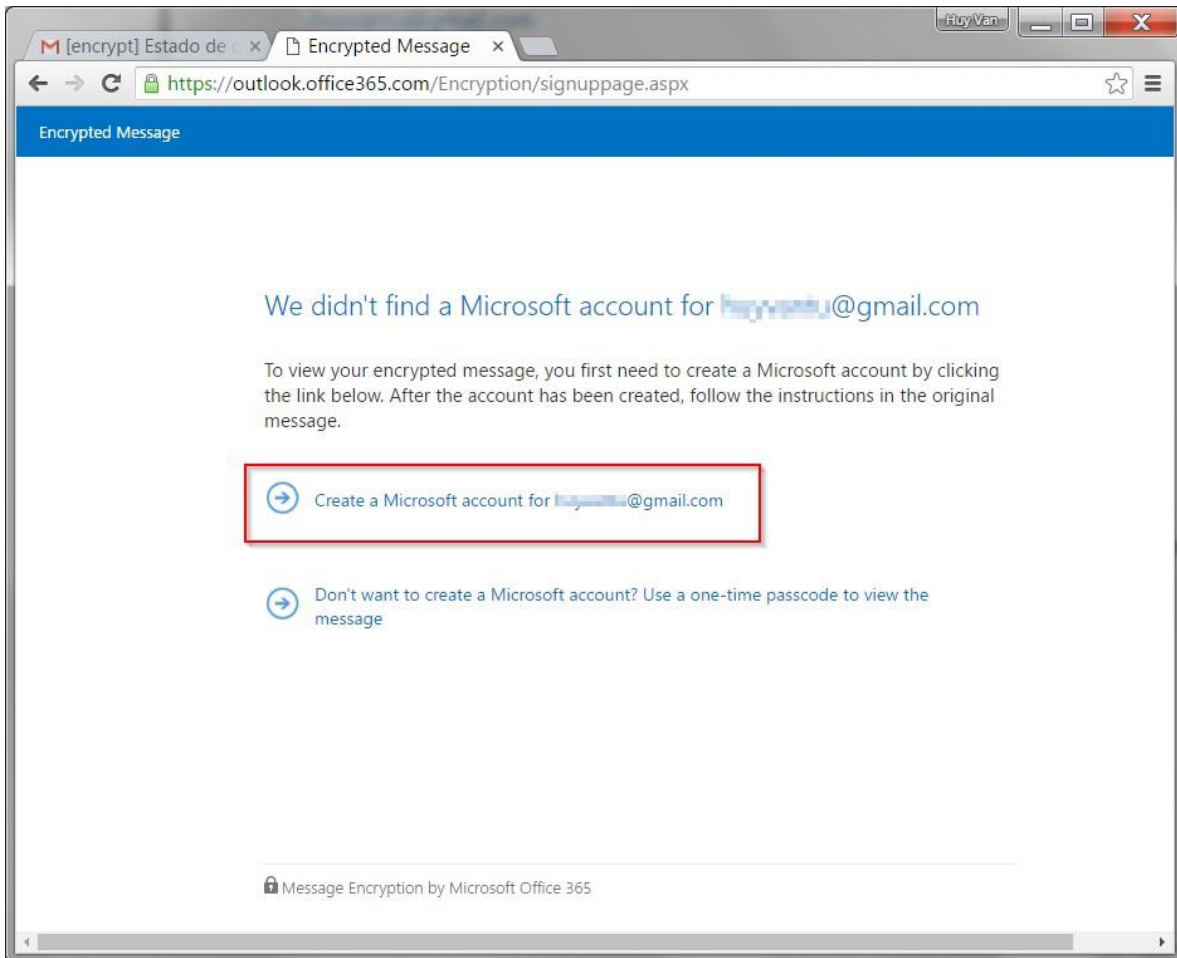 Huy Van
[encrypt] Estado de
Encrypted Message
https://outlook.office365.com/Encryption/signuppage.aspx
Encrypted Message
We didn't find a Microsoft account for @gmail.com
To view your encrypted message, you first need to create a Microsoft account by clicking
the link below. After the account has been created, follow the instructions in the original
message.
Create a Microsoft account for @gmail.com
Don't want to create a Microsoft account? Use a one-time passcode to view the
message
Message Encryption by Microsoft Office 365